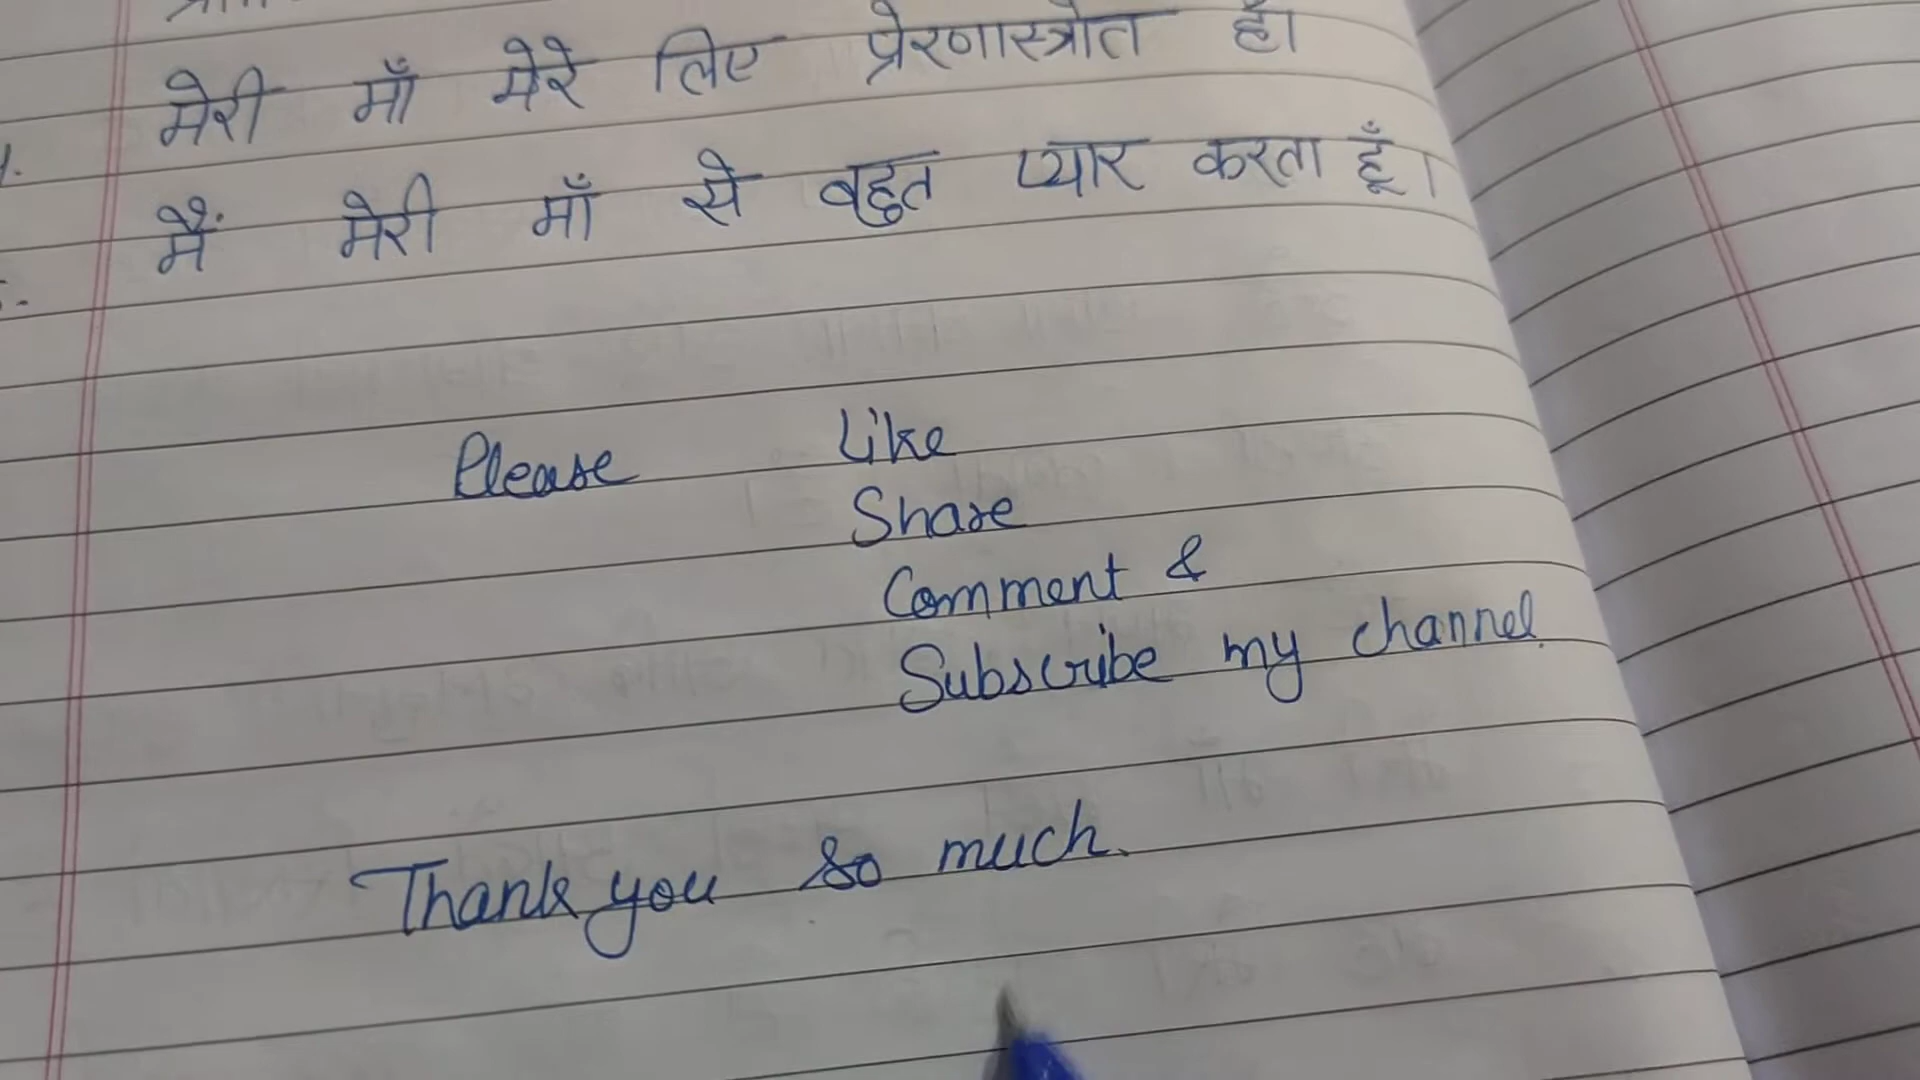 मेरी माँ मेरे लिए प्रेरणास्त्रोत है।
मैं मेरी माँ से बहुत प्यार करता हूँ।
Please Like
Share
Comment &
Subscribe my channel.
Thank you so much.